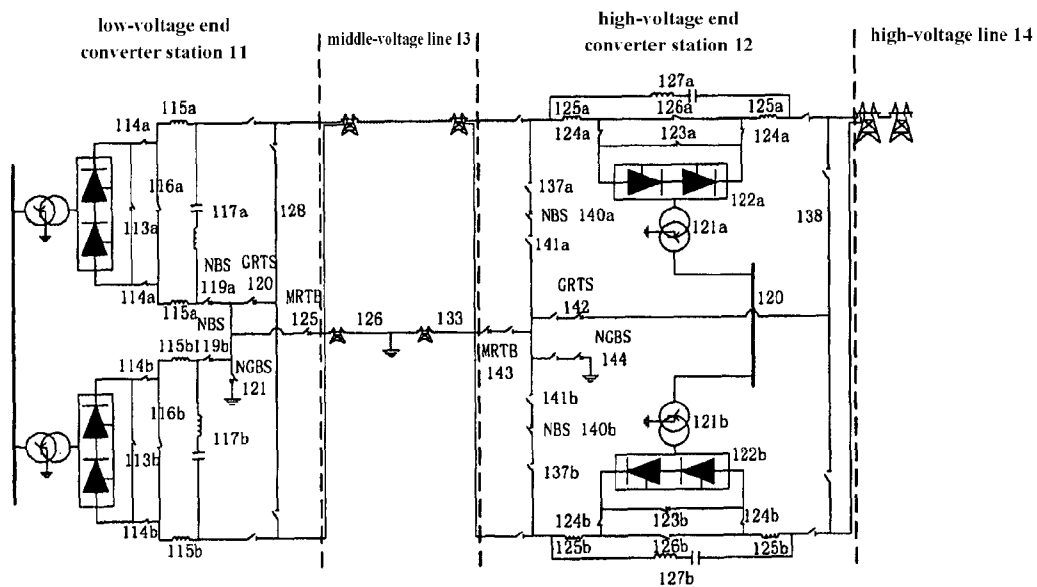 low-voltage end
converter station 11
middle-voltage line 13
high-voltage end
converter station 12
high-voltage line 14
115a
114a
116a
113a
117a
128
NBS
119a
GRTS
120
114a
115a
MRTB
125
126
133
NBS
119b
115b
114b
NGBS
121
116b
117b
113b
114b
115b
127a
125a
126a
125a
124a
123a
124a
122a
137a
NBS 140a
141a
121a
138
GRTS
142
120
MRTB
143
NGBS
144
141b
NBS 140b
137b
121b
122b
124b
123b
124b
125b
126b
125b
127b